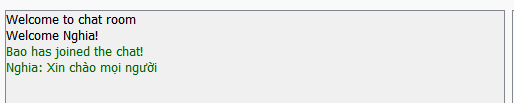 Welcome to chat room
Welcome Nghia!
Bao has joined the chat!
Nghia: Xin chào mọi người